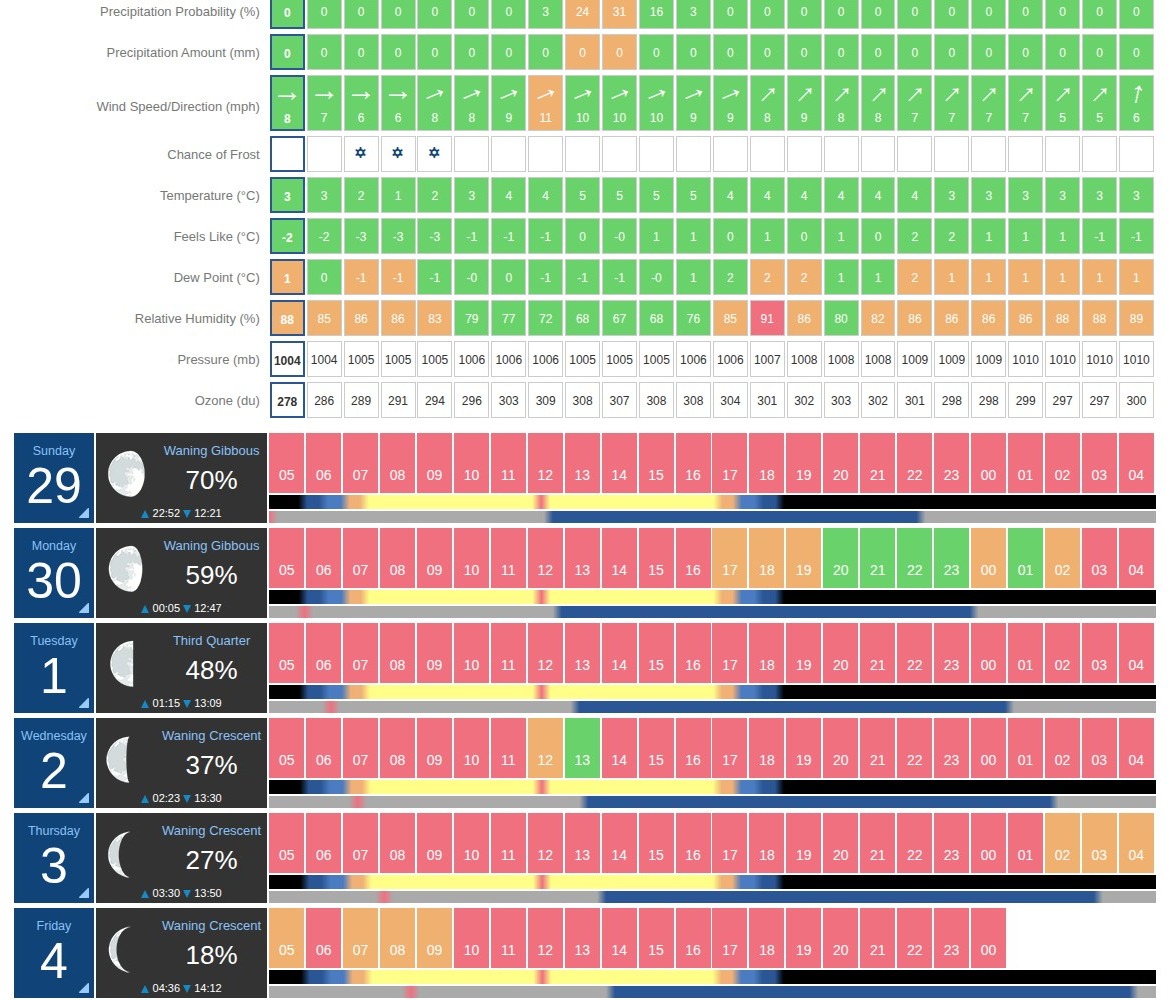 Precipitation Probability (%) 0 0 0 0 0 0 0 3 24 31 16 3 0 0 0 0 0 0 0 0 0 0 0 0
Precipitation Amount (mm) 0 0 0 0 0 0 0 0 0 0 0 0 0 0 0 0 0 0 0 0 0 0 0 0
Wind Speed/Direction (mph) 8 7 6 6 8 8 9 11 10 10 10 9 9 8 9 8 8 7 7 7 7 5 5 6
Chance of Frost
Temperature (°C) 3 3 2 1 2 3 4 4 5 5 5 5 4 4 4 4 4 4 3 3 3 3 3 3
Feels Like (°C) -2 -2 -3 -3 -3 -1 -1 -1 0 -0 1 1 0 1 0 1 0 2 2 1 1 1 -1 -1
Dew Point (°C) 1 0 -1 -1 -1 -0 0 -1 -1 -1 -0 1 2 2 2 1 1 2 1 1 1 1 1 1
Relative Humidity (%) 88 85 86 86 83 79 77 72 68 67 68 76 85 91 86 80 82 86 86 86 86 88 88 89
Pressure (mb) 1004 1004 1005 1005 1005 1006 1006 1006 1005 1005 1005 1006 1006 1007 1008 1008 1008 1009 1009 1009 1010 1010 1010 1010
Ozone (du) 278 286 289 291 294 296 303 309 308 307 308 308 304 301 302 303 302 301 298 298 299 297 297 300
Sunday Waning Gibbous
29 70% 05 06 07 08 09 10 11 12 13 14 15 16 17 18 19 20 21 22 23 00 01 02 03 04
▲ 22:52 ▼ 12:21
Monday Waning Gibbous
30 59% 05 06 07 08 09 10 11 12 13 14 15 16 17 18 19 20 21 22 23 00 01 02 03 04
▲ 00:05 ▼ 12:47
Tuesday Third Quarter
1 48% 05 06 07 08 09 10 11 12 13 14 15 16 17 18 19 20 21 22 23 00 01 02 03 04
▲ 01:15 ▼ 13:09
Wednesday Waning Crescent
2 37% 05 06 07 08 09 10 11 12 13 14 15 16 17 18 19 20 21 22 23 00 01 02 03 04
▲ 02:23 ▼ 13:30
Thursday Waning Crescent
3 27% 05 06 07 08 09 10 11 12 13 14 15 16 17 18 19 20 21 22 23 00 01 02 03 04
▲ 03:30 ▼ 13:50
Friday Waning Crescent
4 18% 05 06 07 08 09 10 11 12 13 14 15 16 17 18 19 20 21 22 23 00
▲ 04:36 ▼ 14:12